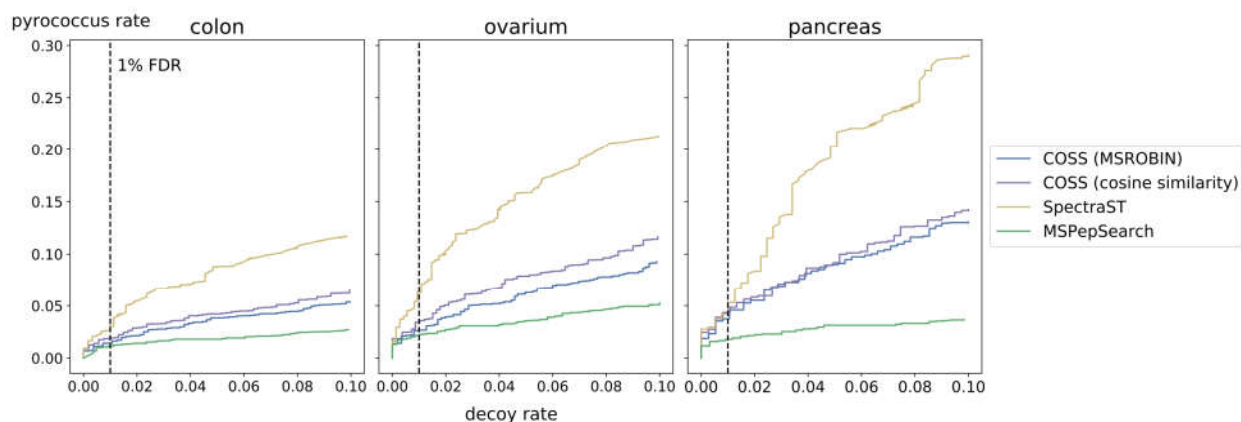 pyrococcus rate
colon
ovarium
pancreas
0.30
0.25
0.20
0.15
0.10
0.05
0.00
1% FDR
0.00 0.02 0.04 0.06 0.08 0.10
0.00 0.02 0.04 0.06 0.08 0.10
0.00 0.02 0.04 0.06 0.08 0.10
decoy rate
COSS (MSROBIN)
COSS (cosine similarity)
SpectraST
MSPepSearch